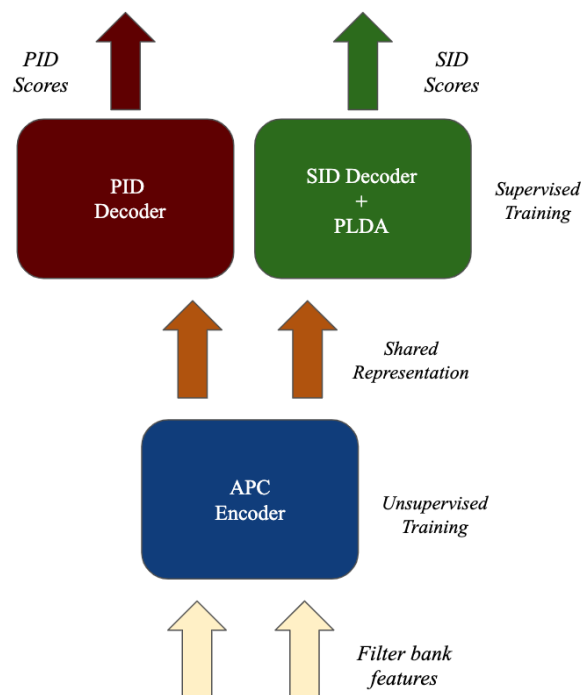 PID
Scores
SID
Scores
PID
Decoder
SID Decoder
+
PLDA
Supervised
Training
Shared
Representation
APC
Encoder
Unsupervised
Training
Filter bank
features